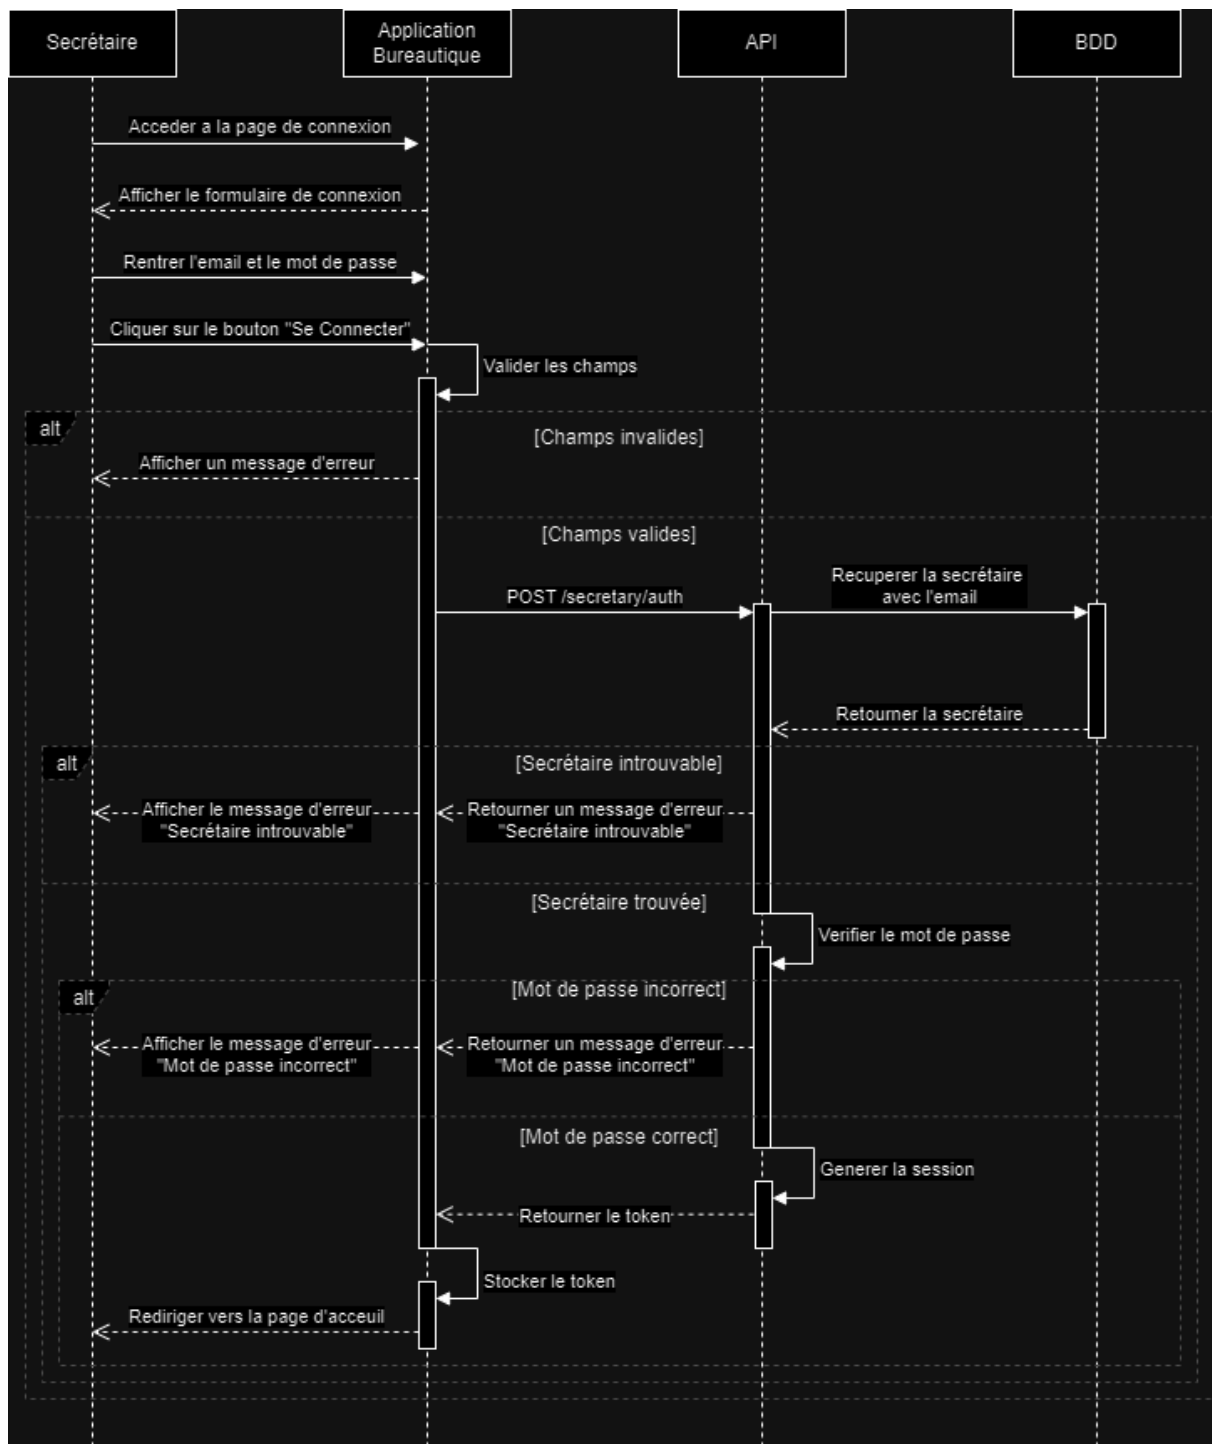 Secrétaire
Application
Bureautique
API
BDD
Acceder a la page de connexion
Afficher le formulaire de connexion
Rentrer l'email et le mot de passe
Cliquer sur le bouton "Se Connecter"
Valider les champs
alt
[Champs invalides]
Afficher un message d'erreur
[Champs valides]
POST /secretary/auth
Recuperer la secrétaire
avec l'email
Retourner la secrétaire
alt
[Secrétaire introuvable]
Afficher le message d'erreur
"Secrétaire introuvable"
Retourner un message d'erreur
"Secrétaire introuvable"
[Secrétaire trouvée]
Verifier le mot de passe
alt
[Mot de passe incorrect]
Afficher le message d'erreur
"Mot de passe incorrect"
Retourner un message d'erreur
"Mot de passe incorrect"
[Mot de passe correct]
Generer la session
Retourner le token
Stocker le token
Rediriger vers la page d'acceuil